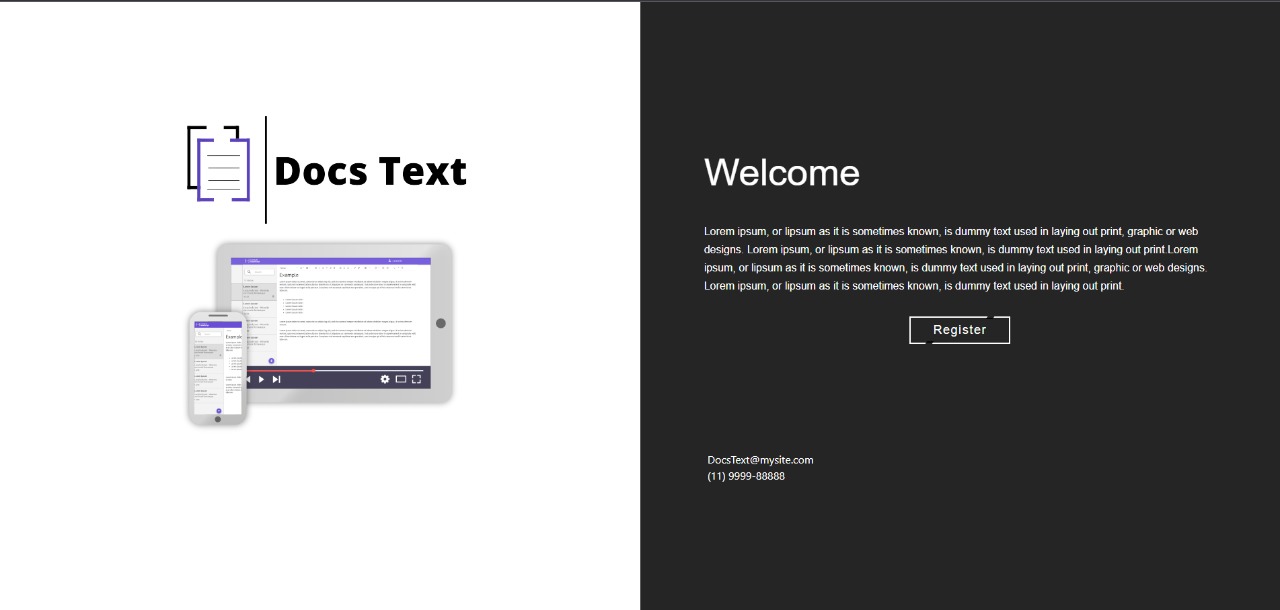 Docs Text
Example
Example
Welcome
Lorem ipsum, or lipsum as it is sometimes known, is dummy text used in laying out print, graphic or web
designs. Lorem ipsum, or lipsum as it is sometimes known, is dummy text used in laying out print.Lorem
ipsum, or lipsum as it is sometimes known, is dummy text used in laying out print, graphic or web designs.
Lorem ipsum, or lipsum as it is sometimes known, is dummy text used in laying out print.
Register
DocsText@mysite.com
(11) 9999-88888